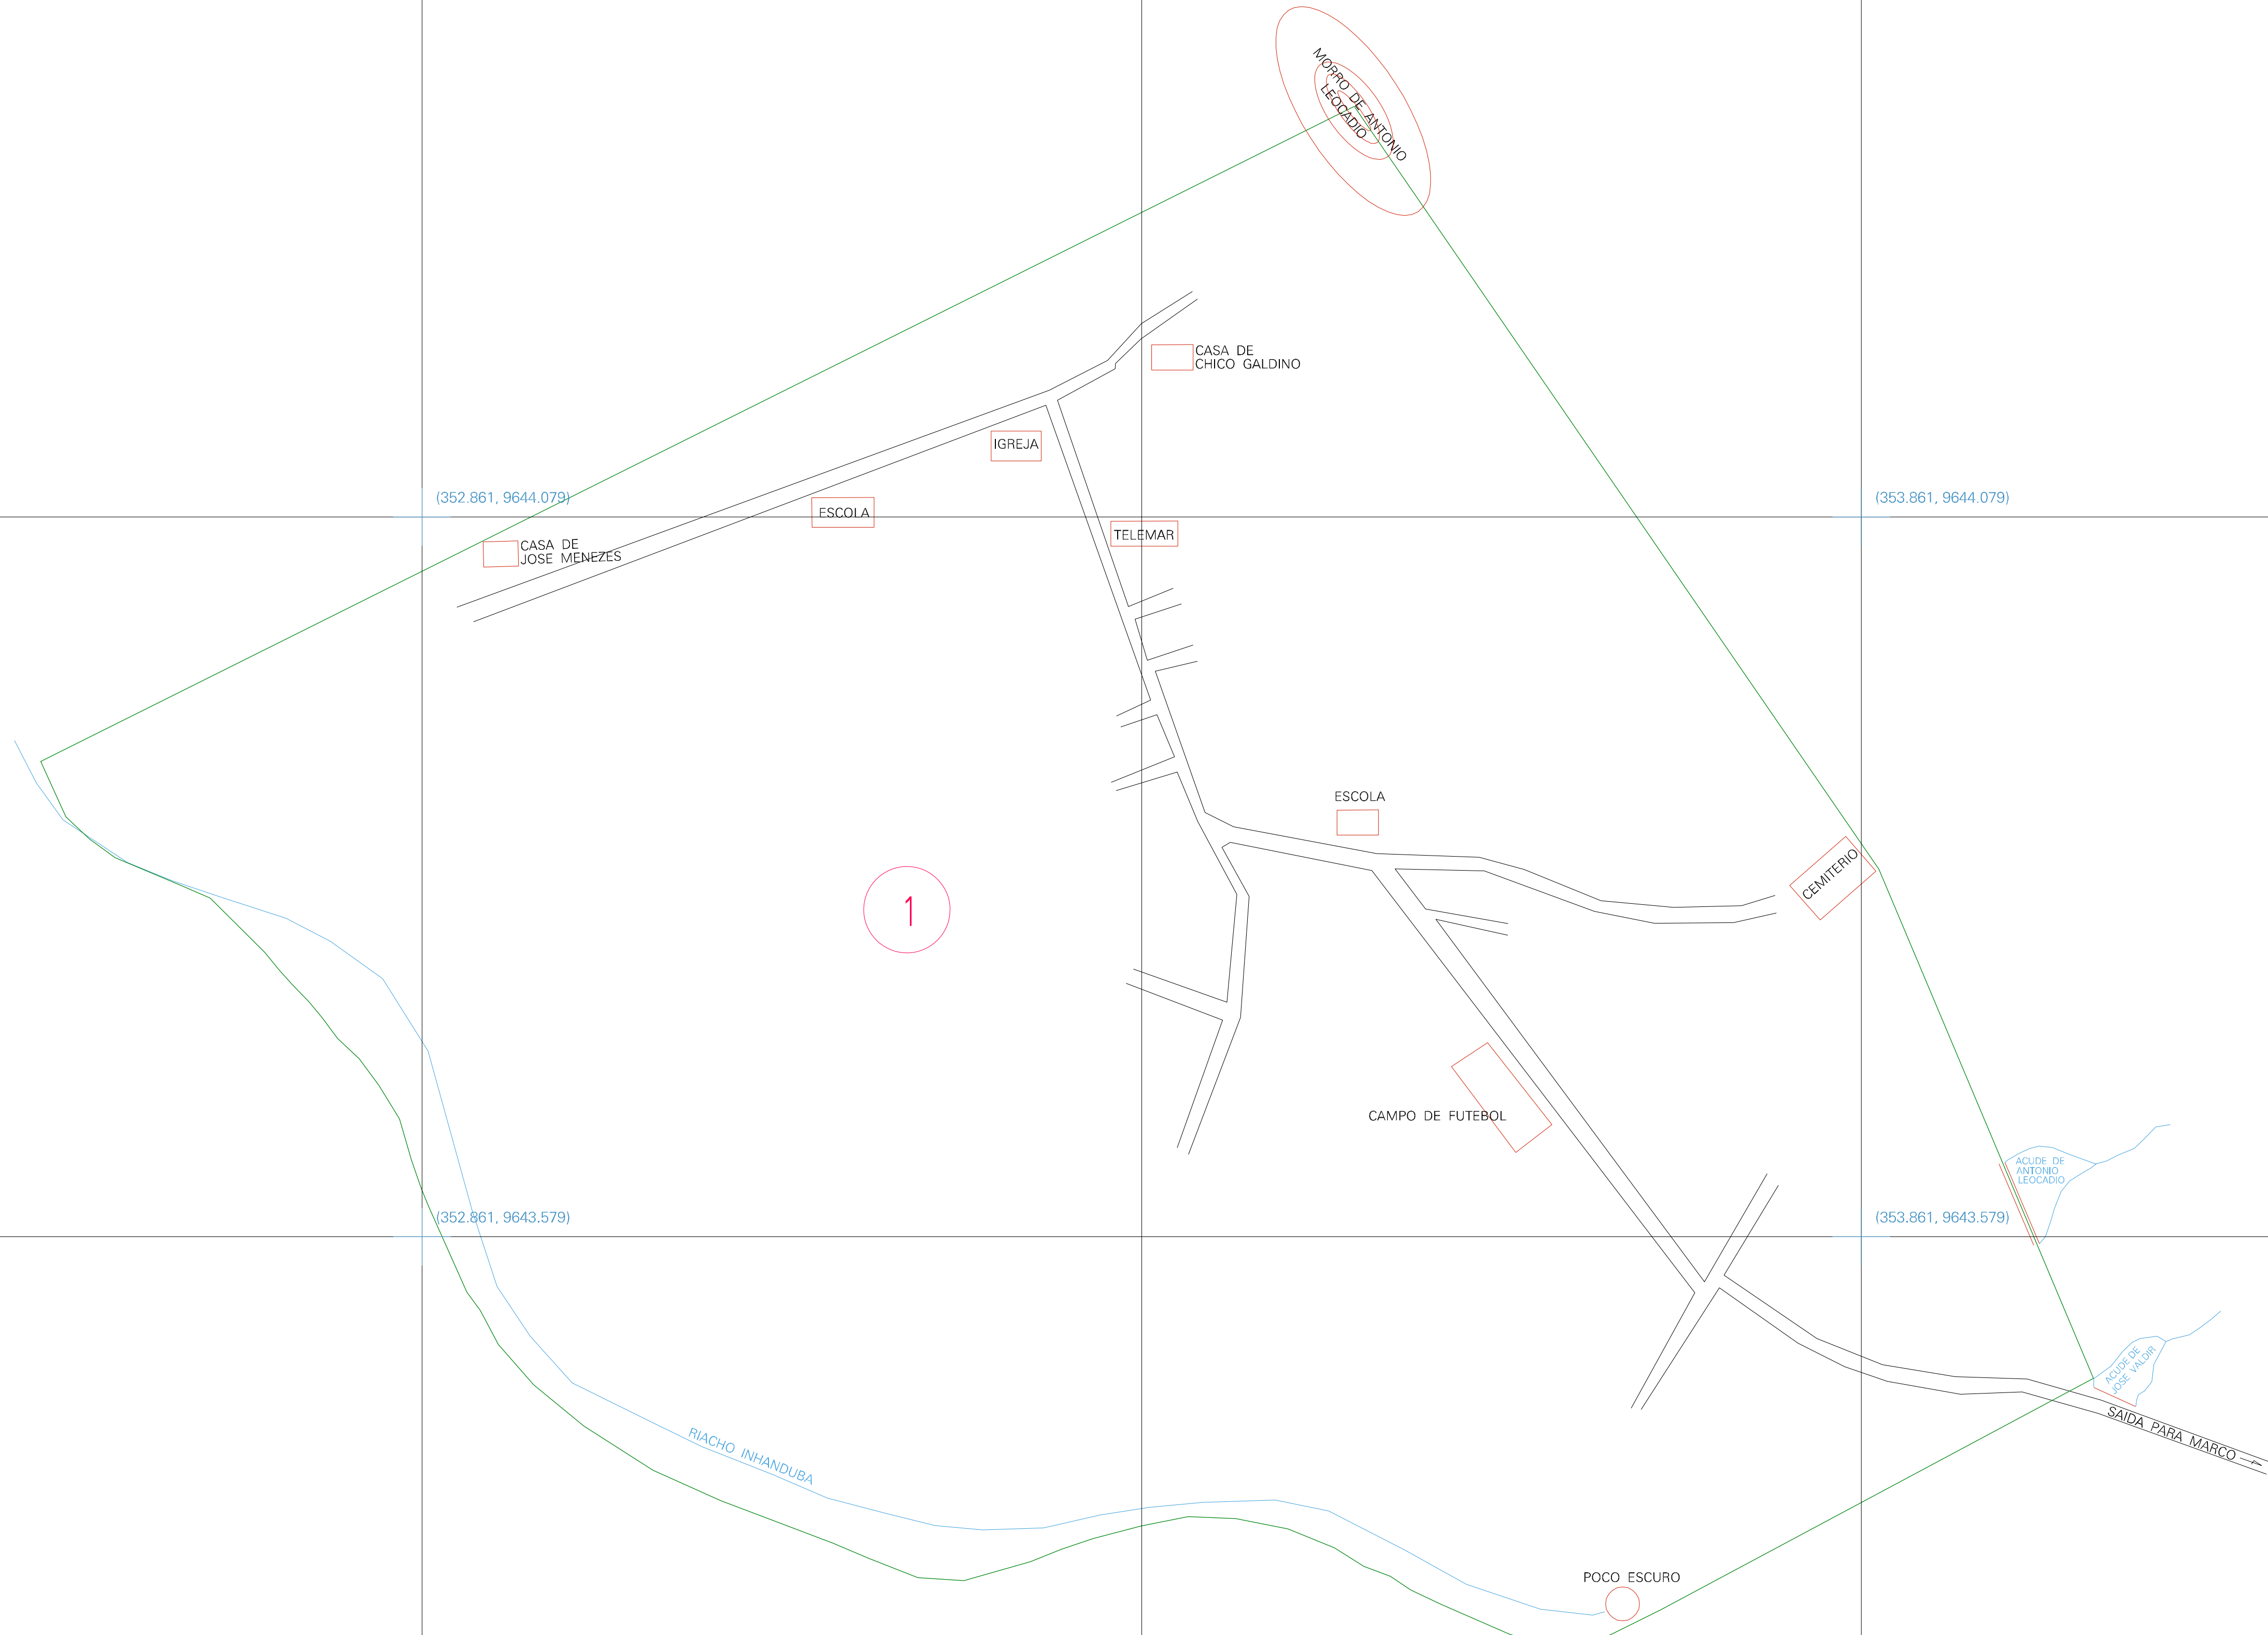 MORRO DE ANTONIO
LEOCADIO
CASA DE
CHICO GALDINO
IGREJA
(352.861, 9644.079)
(353.861, 9644.079)
ESCOLA
TELEMAR
CASA DE
JOSE MENEZES
ESCOLA
CEMITERIO
1
CAMPO DE FUTEBOL
ACUDE DE
ANTONIO
LEOCADIO
(352.861, 9643.579)
(353.861, 9643.579)
ACUDE DE
JOSE VALDIR
SAIDA PARA MARCO
RIACHO INHANDUBA
POCO ESCURO